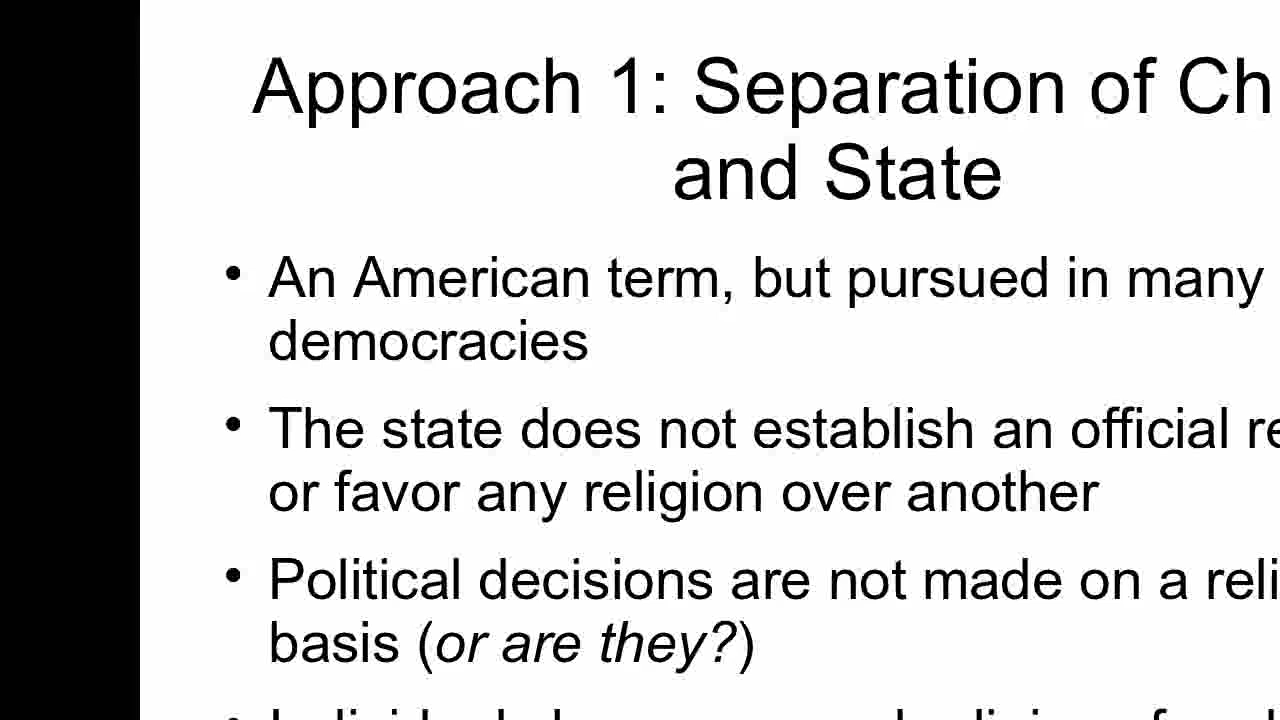 Approach 1: Separation of Ch
and State
• An American term, but pursued in many
democracies
• The state does not establish an official re
or favor any religion over another
• Political decisions are not made on a reli
basis (or are they?)